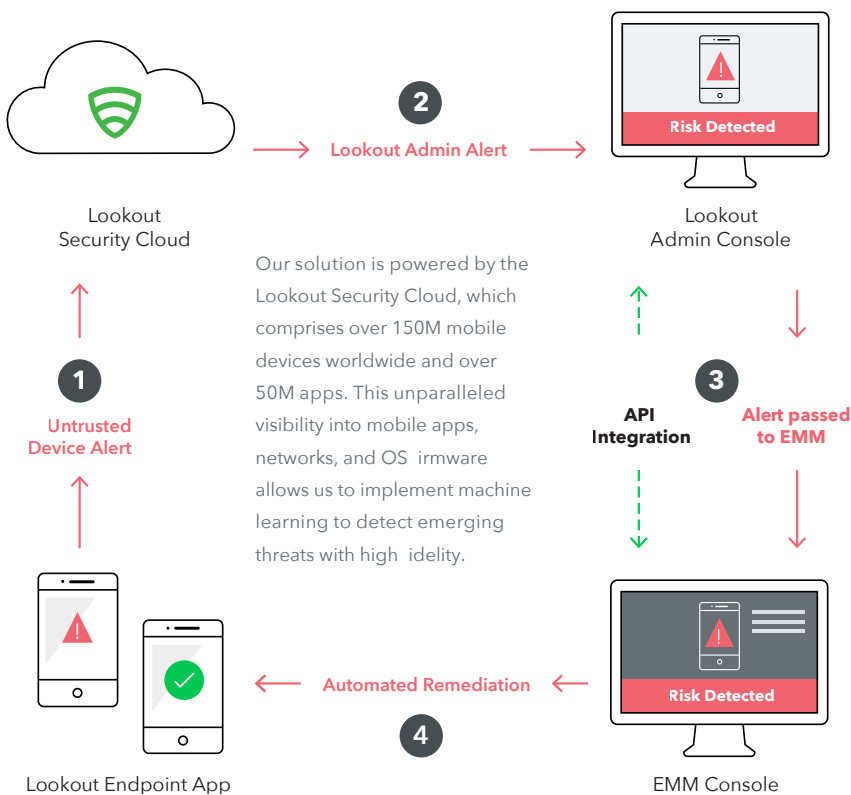 2
Lookout Admin Alert
Risk Detected
Lookout
Security Cloud
Lookout
Admin Console
Our solution is powered by the
Lookout Security Cloud, which
comprises over 150M mobile
devices worldwide and over
50M apps. This unparalleled
visibility into mobile apps,
networks, and OS irmware
allows us to implement machine
learning to detect emerging
threats with high idelity.
1
Untrusted
Device Alert
3
API
Integration
Alert passed
to EMM
Automated Remediation
4
Risk Detected
Lookout Endpoint App
EMM Console